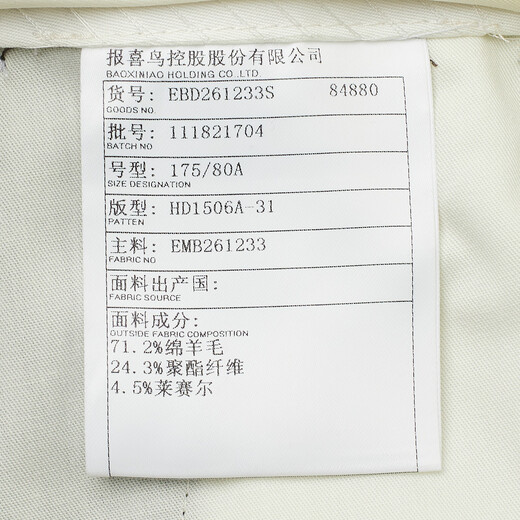 报喜鸟控股股份有限公司
BAOXINIAO HOLDING CO.,LTD.
货号: EBD261233S 84880
GOODS NO.
批号: 111821704
BATCH NO
号型: 175/80A
SIZE DESIGNATION
版型: HD1506A-31
PATTEN
主料: EMB261233
FABRIC NO
面料出产国:
FABRIC SOURCE
面料成分:
OUTSIDE FABRIC COMPOSITION
71.2%绵羊毛
24.3%聚酯纤维
4.5%莱赛尔